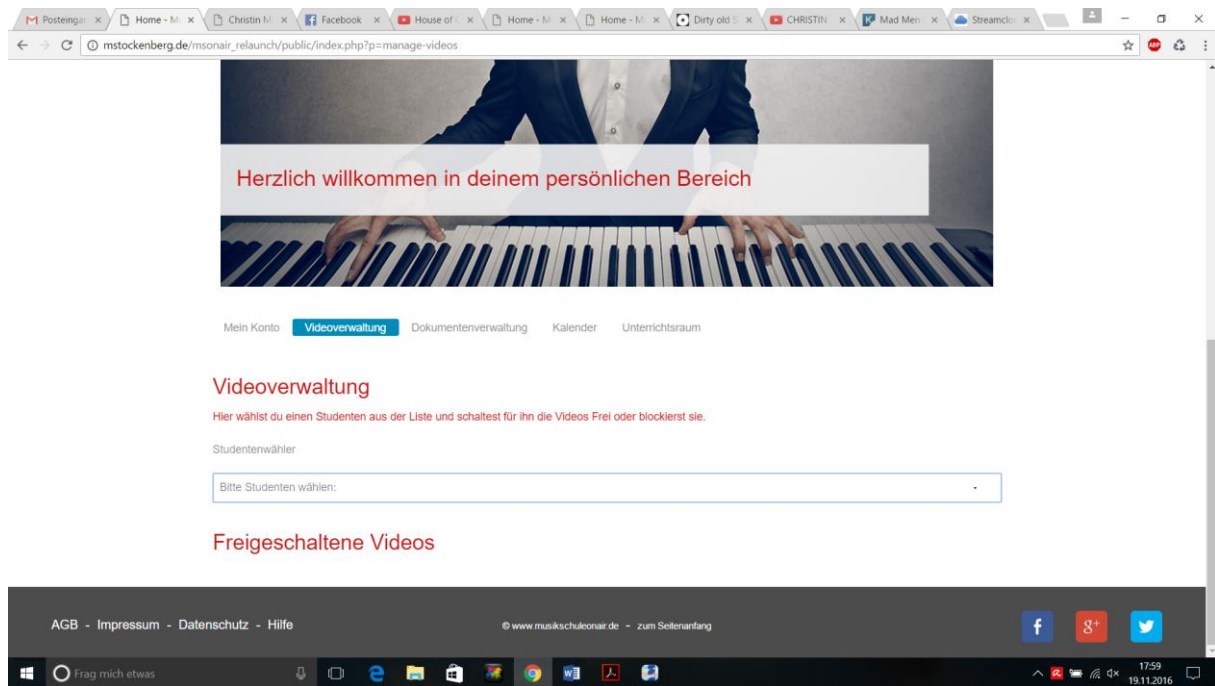 Posteingan
Home - Mu
Christin M
Facebook
House of C
Home - M
Home - M
Dirty old S
CHRISTIN
Mad Men
Streamclo
mstockenberg.de/msonair_relaunch/public/index.php?p=manage-videos
ABP
Herzlich willkommen in deinem persönlichen Bereich
Mein Konto Videoverwaltung Dokumentenverwaltung Kalender Unterrichtsraum
Videoverwaltung
Hier wählst du einen Studenten aus der Liste und schaltest für ihn die Videos Frei oder blockierst sie.
Studentenwähler
Bitte Studenten wählen:
Freigeschaltene Videos
AGB - Impressum - Datenschutz - Hilfe
© www.musikschuleonair.de - zum Seitenanfang
Frag mich etwas
17:59
19.11.2016